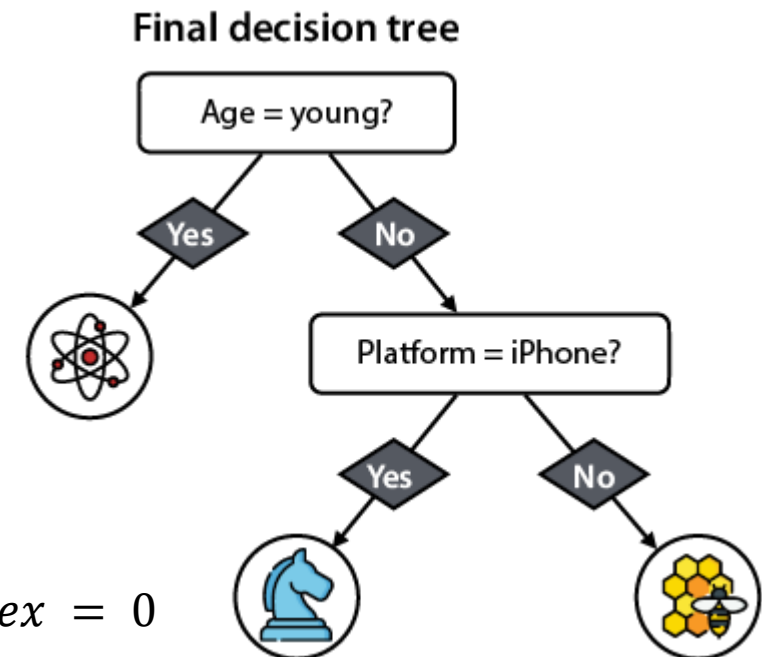 Final decision tree
Age = young?
Yes
No
Platform = iPhone?
Yes
No
ex = 0